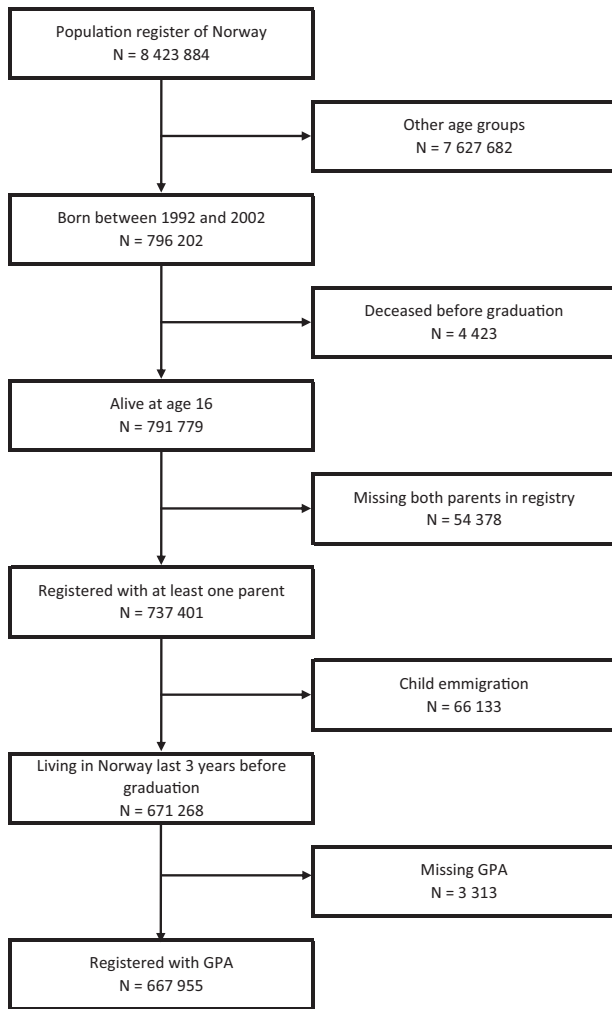 Population register of Norway
N = 8 423 884
Other age groups
N = 7 627 682
Born between 1992 and 2002
N = 796 202
Deceased before graduation
N = 4 423
Alive at age 16
N = 791 779
Missing both parents in registry
N = 54 378
Registered with at least one parent
N = 737 401
Child emmigration
N = 66 133
Living in Norway last 3 years before
graduation
N = 671 268
Missing GPA
N = 3 313
Registered with GPA
N = 667 955